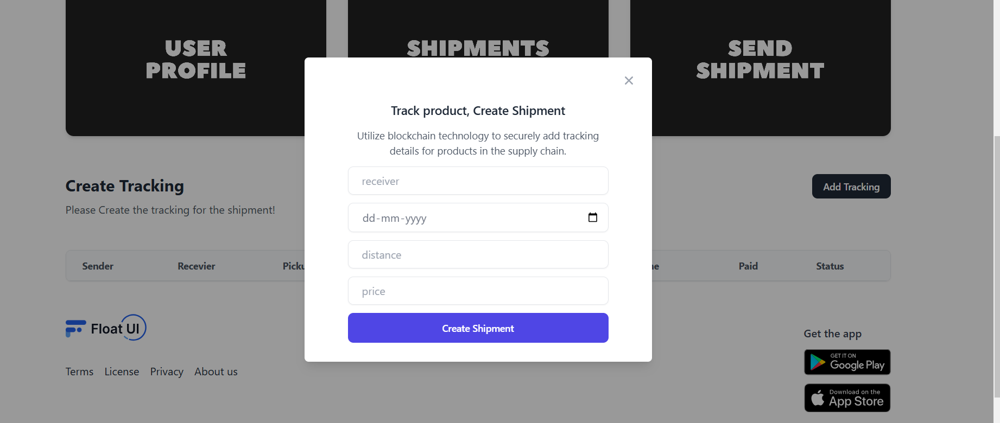 USER
PROFILE
SHIPMENTS
SEND
SHIPMENT
Track product, Create Shipment
Utilize blockchain technology to securely add tracking
details for products in the supply chain.
receiver
dd-mm-yyyy
distance
price
Create Shipment
Create Tracking
Please Create the tracking for the shipment!
Add Tracking
Sender Recevier Paid Status
Float UI
Terms License Privacy About us
Get the app
GET IT ON
Google Play
Download on the
App Store